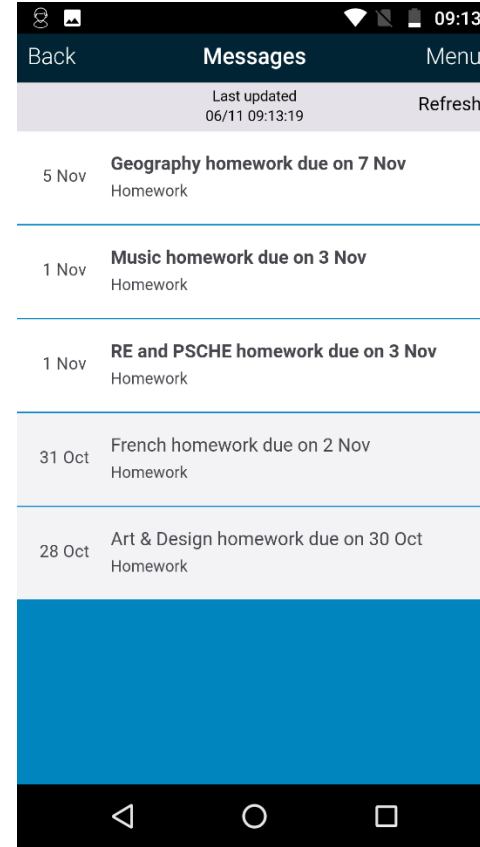 09:13
Back Messages Menu
Last updated
06/11 09:13:19
Refresh
5 Nov
Geography homework due on 7 Nov
Homework
1 Nov
Music homework due on 3 Nov
Homework
1 Nov
RE and PSCHE homework due on 3 Nov
Homework
31 Oct
French homework due on 2 Nov
Homework
28 Oct
Art & Design homework due on 30 Oct
Homework